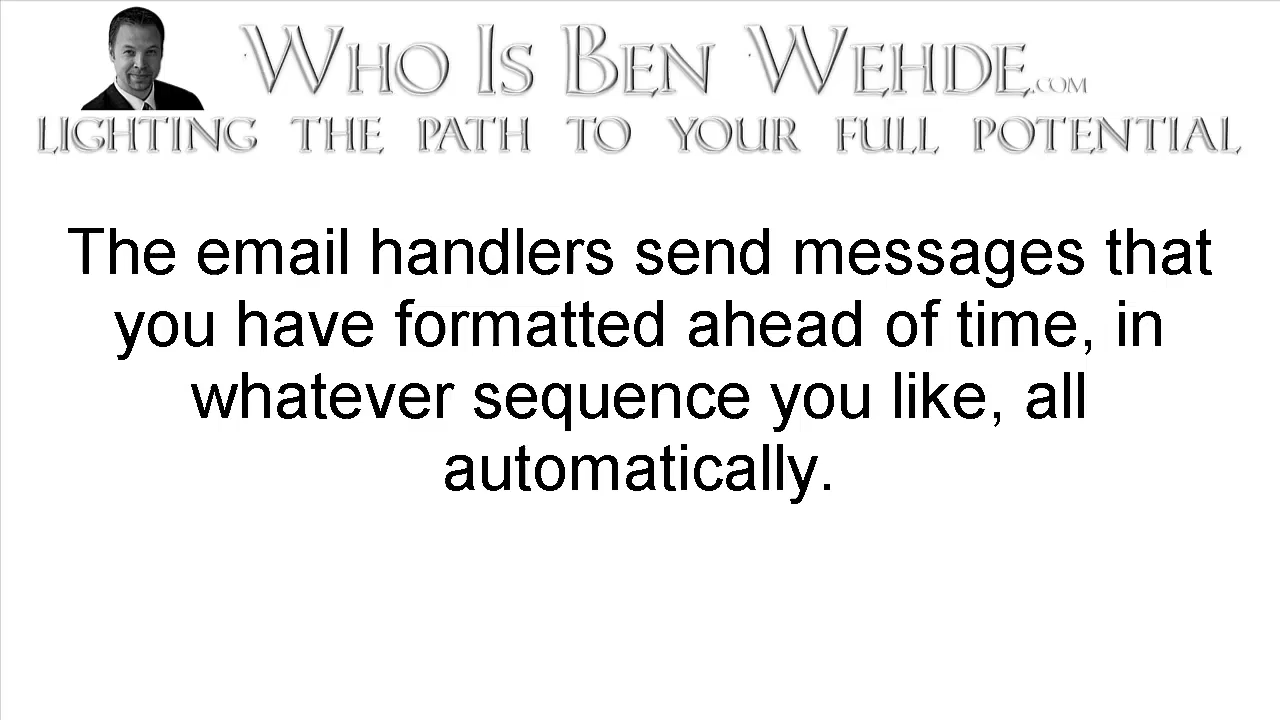 Who Is Ben Wehde.com
Lighting the path to your full potential
The email handlers send messages that
you have formatted ahead of time, in
whatever sequence you like, all
automatically.